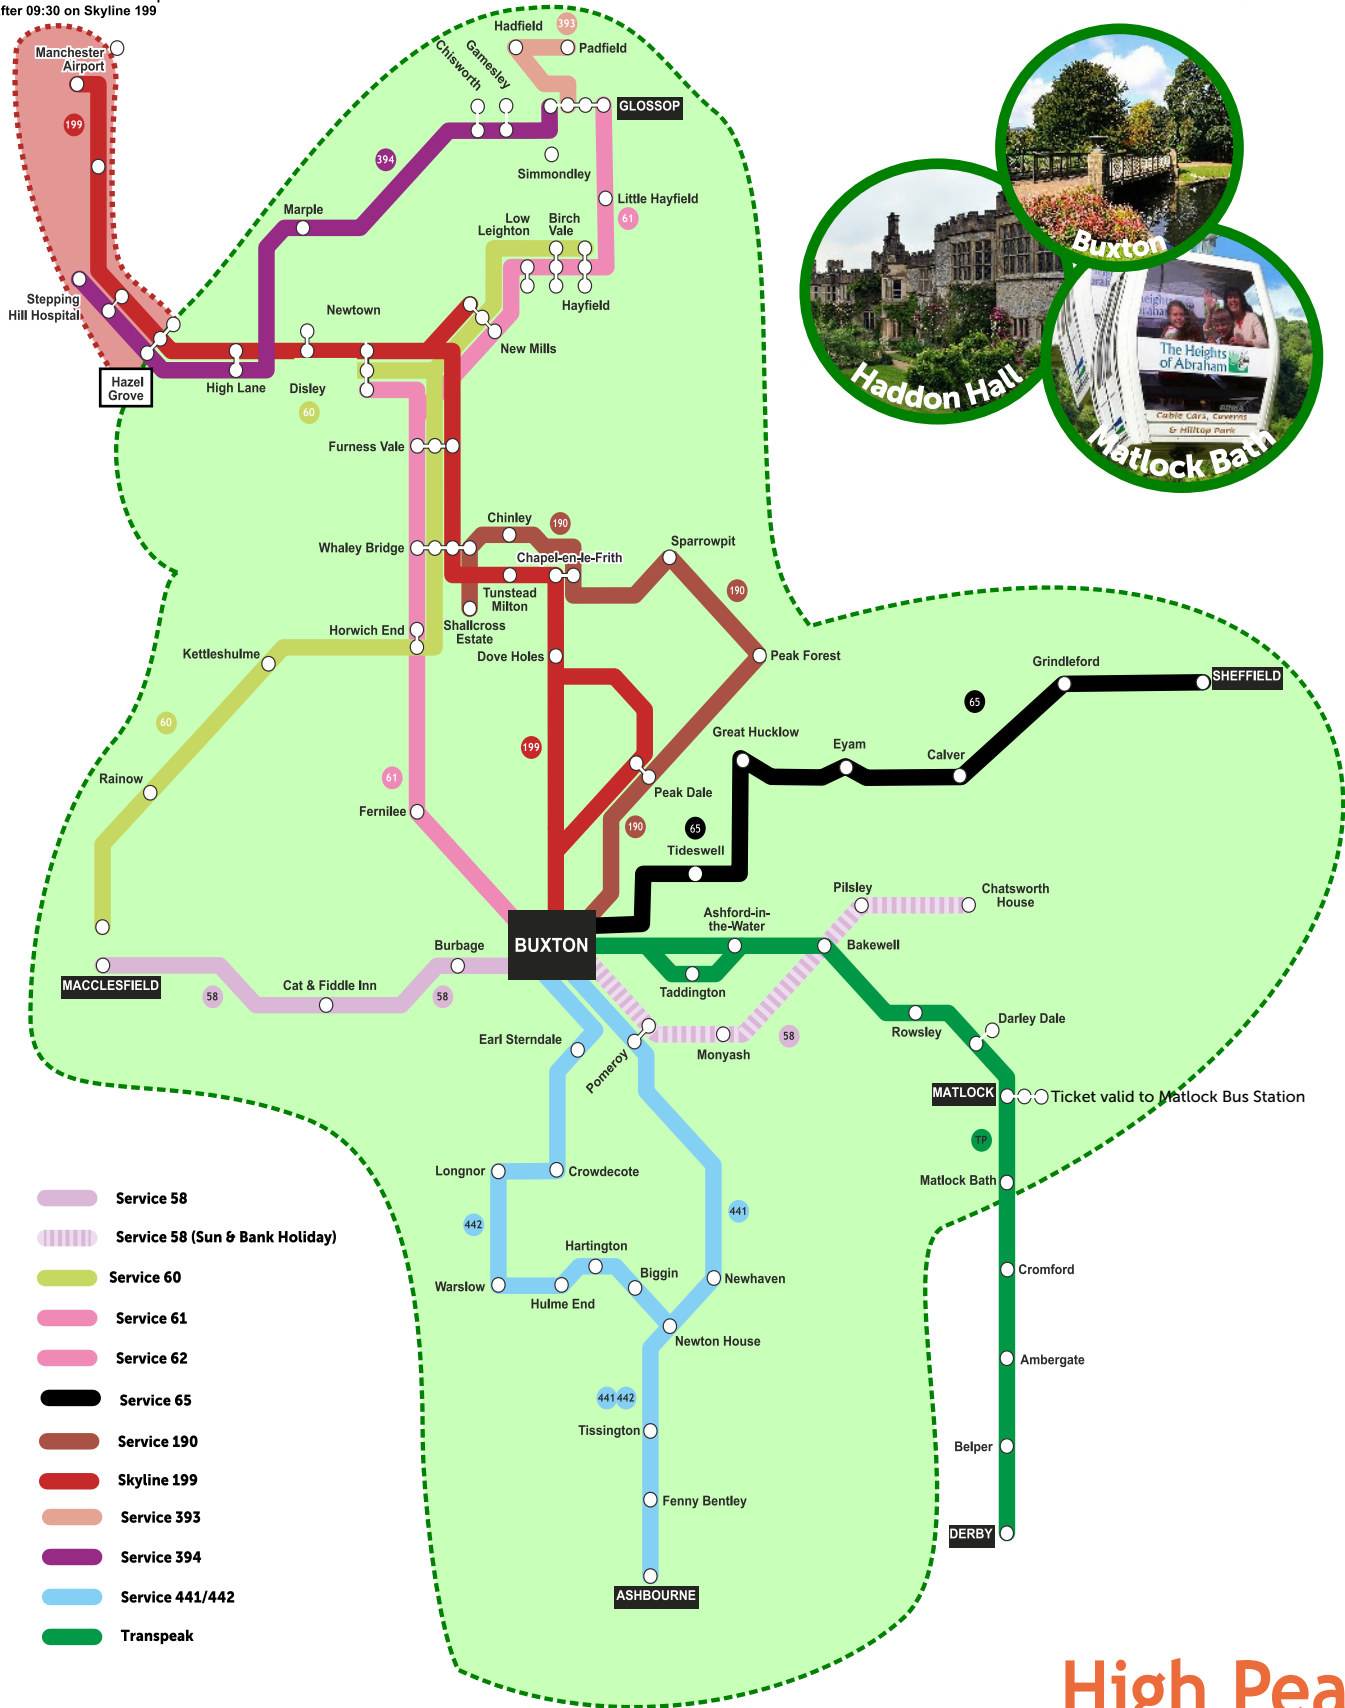 fter 09:30 on Skyline 199
Manchester
Airport
199
Hadfield
393
Padfield
Chisworth
Gamesley
GLOSSOP
394
Simmondley
Little Hayfield
61
Marple
Low
Leighton
Birch
Vale
Hayfield
Stepping
Hill Hospital
Newtown
New Mills
Hazel
Grove
High Lane
Disley
60
Furness Vale
Chinley
190
Whaley Bridge
Chapel-en-le-Frith
Sparrowpit
Tunstead
Milton
190
Shallcross
Estate
Horwich End
Kettleshulme
Dove Holes
Peak Forest
Grindleford
SHEFFIELD
65
60
199
Great Hucklow
Eyam
Calver
Rainow
61
Peak Dale
Fernilee
190
65
Tideswell
Pilsley
Chatsworth
House
Ashford-in-
the-Water
BUXTON
Burbage
Bakewell
MACCLESFIELD
58
Cat & Fiddle Inn
58
Taddington
Rowsley
Darley Dale
Earl Sterndale
Pomeroy
Monyash
58
MATLOCK
Ticket valid to Matlock Bus Station
TP
Longnor
Crowdecote
Matlock Bath
442
441
Hartington
Biggin
Newhaven
Cromford
Warslow
Hulme End
Newton House
Ambergate
441
442
Tissington
Belper
Fenny Bentley
DERBY
ASHBOURNE
Service 58
Service 58 (Sun & Bank Holiday)
Service 60
Service 61
Service 62
Service 65
Service 190
Skyline 199
Service 393
Service 394
Service 441/442
Transpeak
Buxton
Haddon Hall
The Heights
of Abraham
Cable Cars, Caverns
& Hilltop Park
Matlock Bath
High Pea